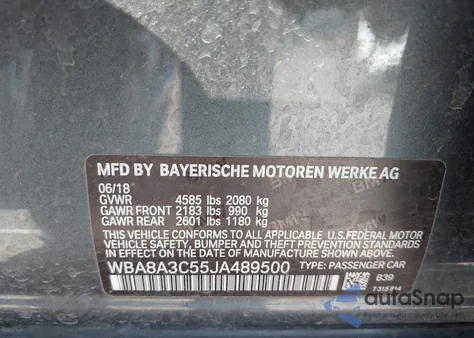 MFD BY BAYERISCHE MOTOREN WERKE AG
06/18
GVWR 4585 lbs 2080 kg
GAWR FRONT 2183 lbs 990 kg
GAWR REAR 2601 lbs 1180 kg
THIS VEHICLE CONFORMS TO ALL APPLICABLE U.S.FEDERAL MOTOR
VEHICLE SAFETY, BUMPER, AND THEFT PREVENTION STANDARDS
IN EFFECT ON THE DATE OF MANUFACTURE SHOWN ABOVE.
WBA8A3C55JA489500 TYPE: PASSENGER CAR
B39
autoSnap